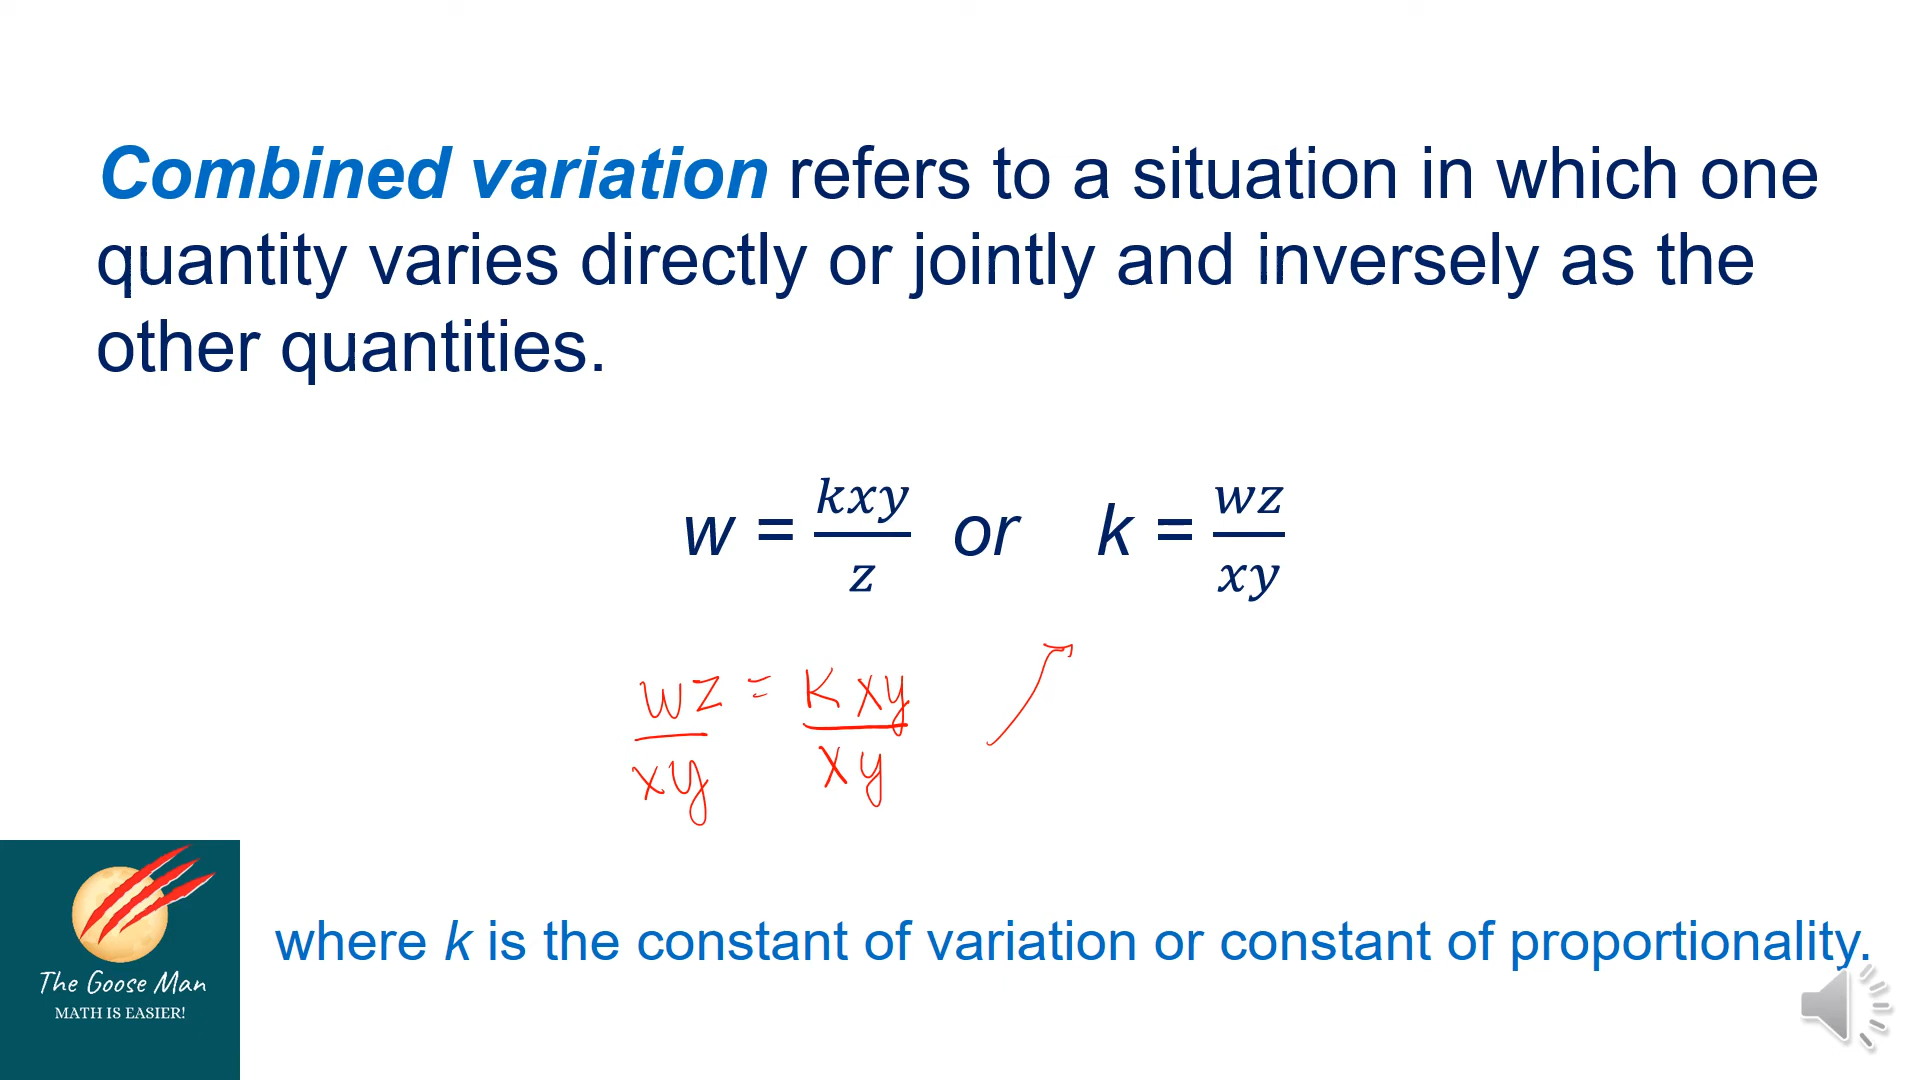 Combined variation refers to a situation in which one
quantity varies directly or jointly and inversely as the
other quantities.
w = kxy/z or k = wz/xy
wz/xy = kxy/xy
where k is the constant of variation or constant of proportionality.
The Goose Man
MATH IS EASIER!